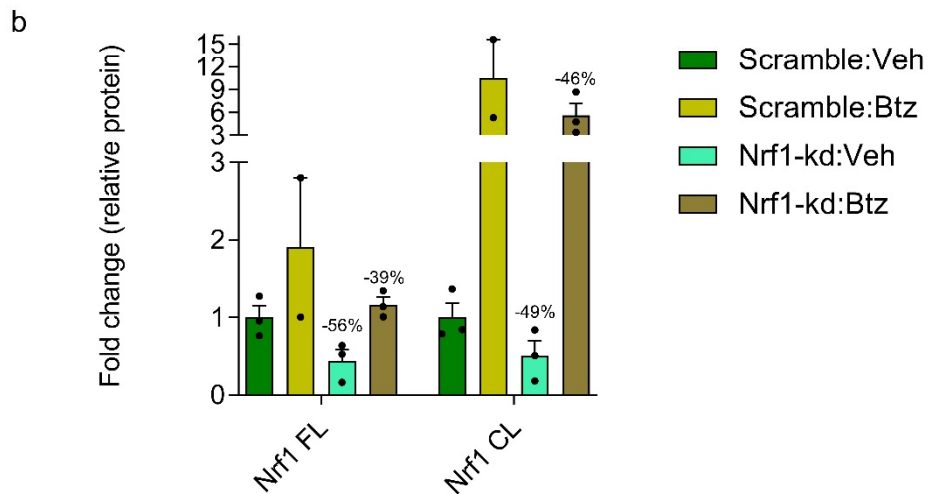 b
Fold change (relative protein)
15
12
9
6
3
3
2
1
0
-56%
-39%
-49%
-46%
Nrf1 FL
Nrf1 CL
Scramble:Veh
Scramble:Btz
Nrf1-kd:Veh
Nrf1-kd:Btz